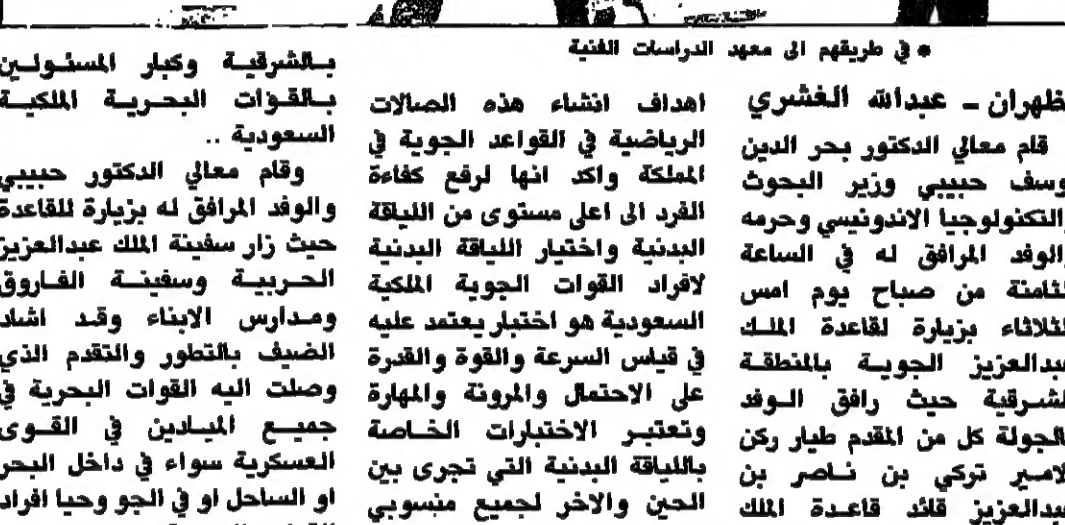 * في طريقهم الى معهد الدراسات الفنية
ظهران - عبدالله الغشري
قام معالي الدكتور بحر الدين
وسف حبيبي وزير البحوث
التكنولوجيا الاندونيسي وحرمه
الوفد المرافق له في الساعة
لثامنة من صباح يوم امس
لثلاثاء بزيارة لقاعدة الملك
عبدالعزيز الجوية بالمنطقة
لشرقية حيث رافق الوفد
الجولة كل من المقدم طيار ركن
لامير تركي بن ناصر بن
عبدالعزيز قائد قاعدة الملك
اهداف انشاء هذه الصالات
الرياضية في القواعد الجوية في
المملكة واكد انها لرفع كفاءة
الفرد الى اعلى مستوى من اللياقة
البدنية واختيار اللياقة البدنية
لافراد القوات الجوية الملكية
السعودية هو اختبار يعتمد عليه
في قياس السرعة والقوة والقدرة
على الاحتمال والمرونة والمهارة
وتعتبر الاختبارات الخاصة
باللياقة البدنية التي تجرى بين
الحين والاخر لجميع منسوبي
بالشرقية وكبار المسئولين
بالقوات البحرية الملكية
السعودية ..
وقام معالي الدكتور حبيبي
والوفد المرافق له بزيارة للقاعدة
حيث زار سفينة الملك عبدالعزيز
الحربية وسفينة الفاروق
ومدارس الابناء وقد اشاد
الضيف بالتطور والتقدم الذي
وصلت اليه القوات البحرية في
جميع الميادين في القوى
العسكرية سواء في داخل البحر
او الساحل او في الجو وحيا افراد